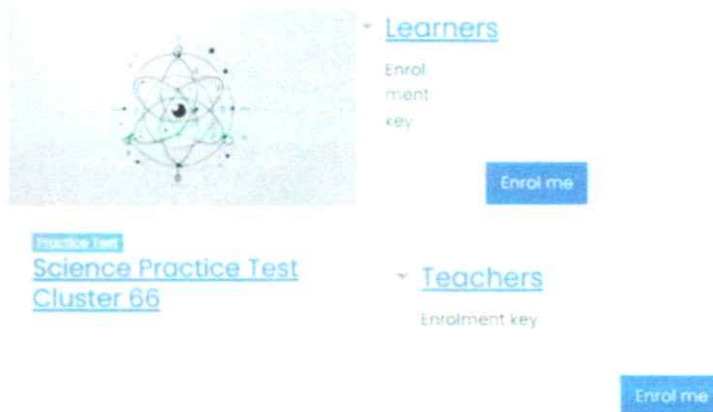 Learners
Enrol
ment
key
Enrol me
Practice Test
Science Practice Test
Cluster 66
Teachers
Enrolment key
Enrol me